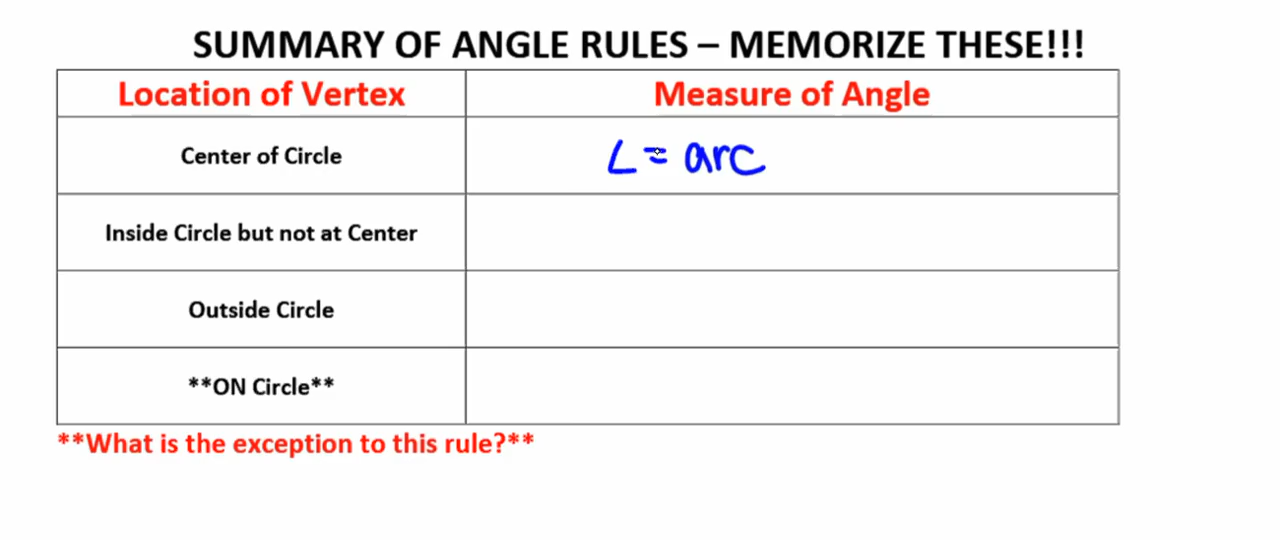 SUMMARY OF ANGLE RULES – MEMORIZE THESE!!!
Location of Vertex
Measure of Angle
Center of Circle
∠ = arc
Inside Circle but not at Center
Outside Circle
**ON Circle**
**What is the exception to this rule?**